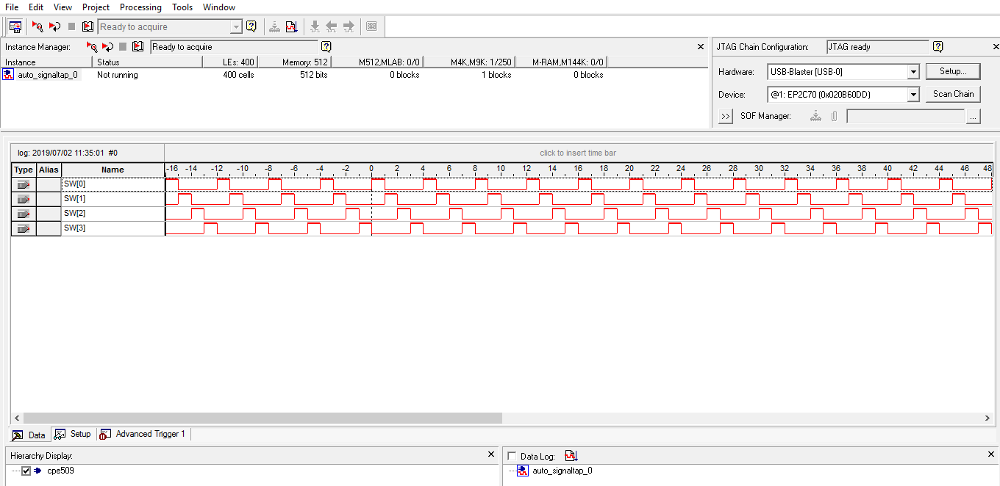 File Edit View Project Processing Tools Window
Ready to acquire
Instance Manager: Ready to acquire
Instance Status LEs: 400 Memory: 512 M512,MLAB: 0/0 M4K,M9K: 1/250 M-RAM,M144K: 0/0
auto_signaltap_0 Not running 400 cells 512 bits 0 blocks 1 blocks 0 blocks
JTAG Chain Configuration: JTAG ready
Hardware: USB-Blaster [USB-0] Setup...
Device: @1: EP2C70 (0x020B60DD) Scan Chain
>> SOF Manager: ...
log: 2019/07/02 11:35:01 #0 click to insert time bar
Type Alias Name -16 -14 -12 -10 -8 -6 -4 -2 0 2 4 6 8 10 12 14 16 18 20 22 24 26 28 30 32 34 36 38 40 42 44 46 48
SW[0]
SW[1]
SW[2]
SW[3]
Data Setup Advanced Trigger 1
Hierarchy Display:
cpe509
Data Log:
auto_signaltap_0